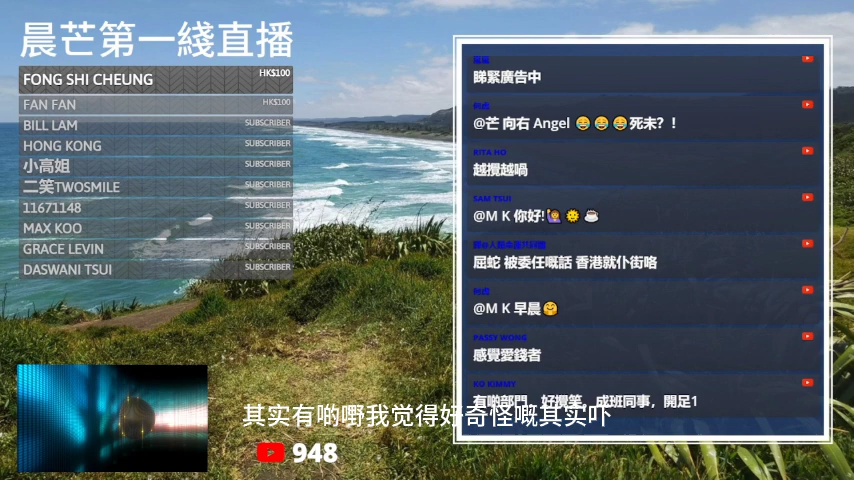 晨芒第一綫直播
FONG SHI CHEUNG HK$100
FAN FAN HK$100
BILL LAM SUBSCRIBER
HONG KONG SUBSCRIBER
小高姐 SUBSCRIBER
二笑TWOSMILE SUBSCRIBER
11671148 SUBSCRIBER
MAX KOO SUBSCRIBER
GRACE LEVIN SUBSCRIBER
DASWANI TSUI SUBSCRIBER
睇緊廣告中
@芒 向右 Angel 😂 😂 😂死未？！
RITA HO
越攪越喎
SAM TSUI
@M K 你好!🙋 🌞 ☕
屈蛇 被委任嘅話 香港就仆街咯
@M K 早晨🤗
PASSY WONG
感覺愛錢者
KO KIMMY
有啲部門，好攪笑，成班同事，開足1
其实有啲嘢我觉得好奇怪嘅其实吓
948